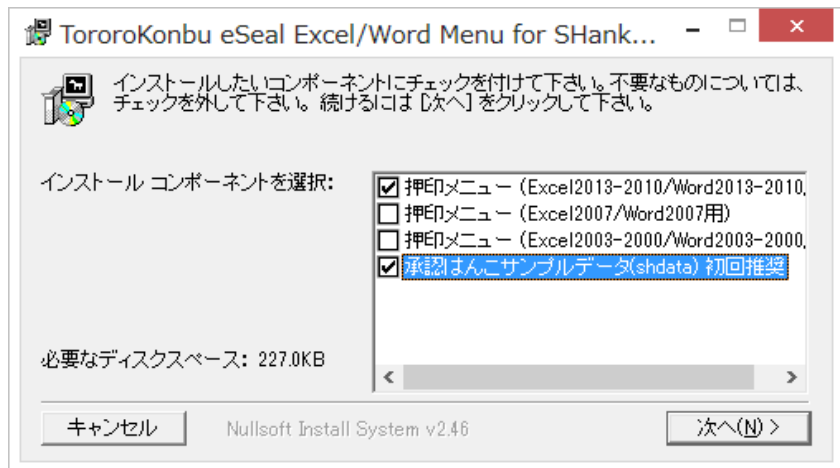 TororoKonbu eSeal Excel/Word Menu for SHank...
インストールしたいコンポーネントにチェックを付けて下さい。不要なものについては、
チェックを外して下さい。続けるには [次へ] をクリックして下さい。
インストール コンポーネントを選択:
押印メニュー (Excel2013-2010/Word2013-2010,
押印メニュー (Excel2007/Word2007用)
押印メニュー (Excel2003-2000/Word2003-2000,
承認はんこサンプルデータ(shdata) 初回推奨
必要なディスクスペース: 227.0KB
キャンセル
Nullsoft Install System v2.46
次へ(N) >